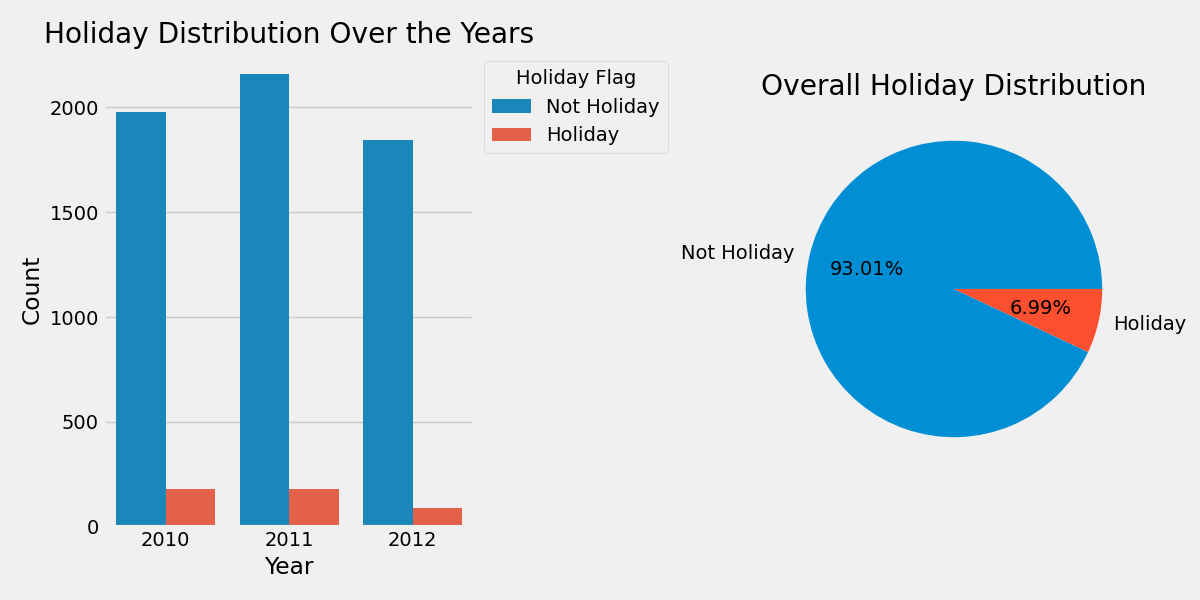 Holiday Distribution Over the Years
Count
2000
1500
1000
500
0
2010 2011 2012
Year
Holiday Flag
Not Holiday
Holiday
Overall Holiday Distribution
Not Holiday
93.01%
6.99%
Holiday